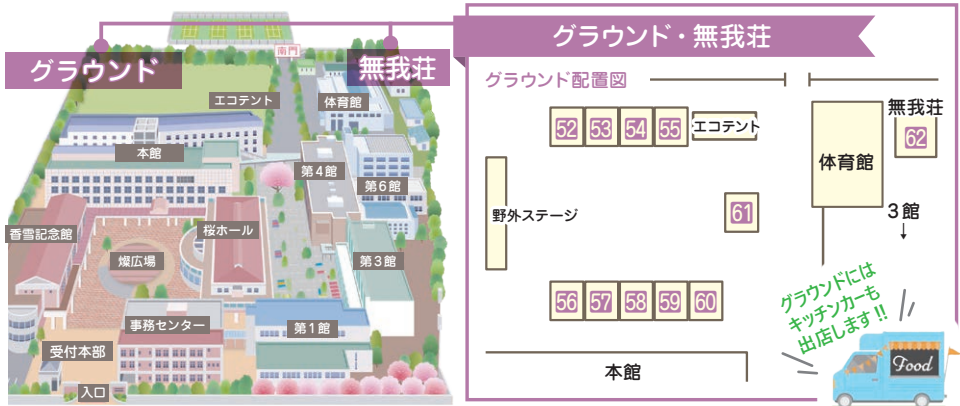 南門
グラウンド
無我荘
エコテント
体育館
本館
第4館
第6館
香雪記念館
桜ホール
燦広場
第3館
事務センター
第1館
受付本部
入口
グラウンド・無我荘
グラウンド配置図
52 53 54 55 エコテント
体育館
無我荘
62
野外ステージ
61
3館
↓
56 57 58 59 60
本館
グラウンドには
キッチンカーも
出店します!!
Food